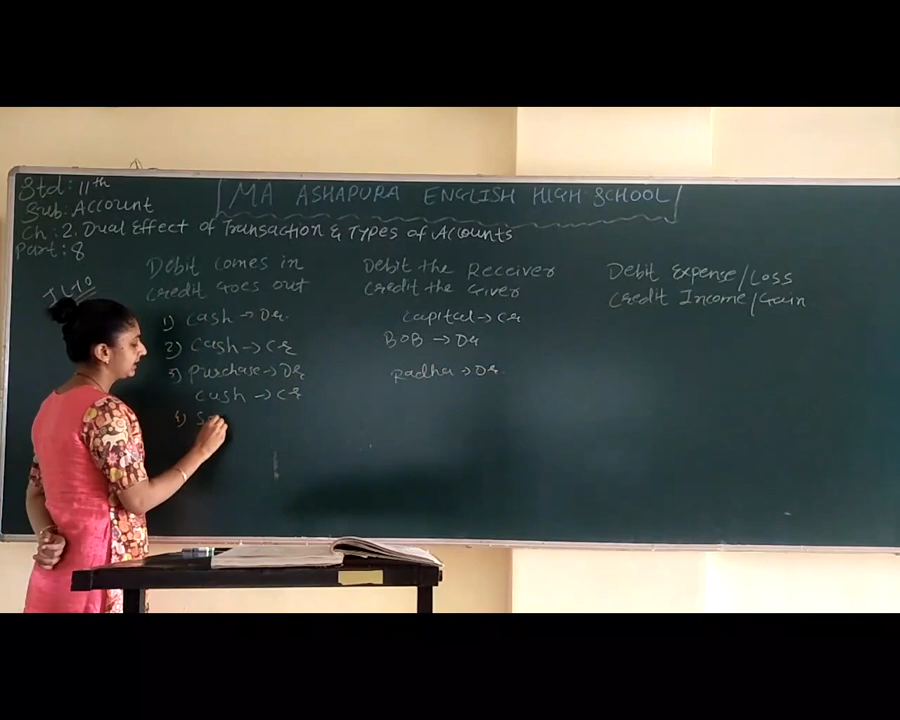 Std: 11th
MA ASHAPURA ENGLISH HIGH SCHOOL
Sub: Account
Ch: 2. Dual Effect of Transaction & Types of Accounts
Part: 8
Debit comes in
Credit Goes out
1) Cash → Dr.
2) Cash → Cr
3) Purchase → Dr
Cash → Cr
4)
Debit the Receiver
Credit the Giver
Capital → Cr
BOB → Dr
Radha → Dr.
Debit Expense/Loss
Credit Income/Gain